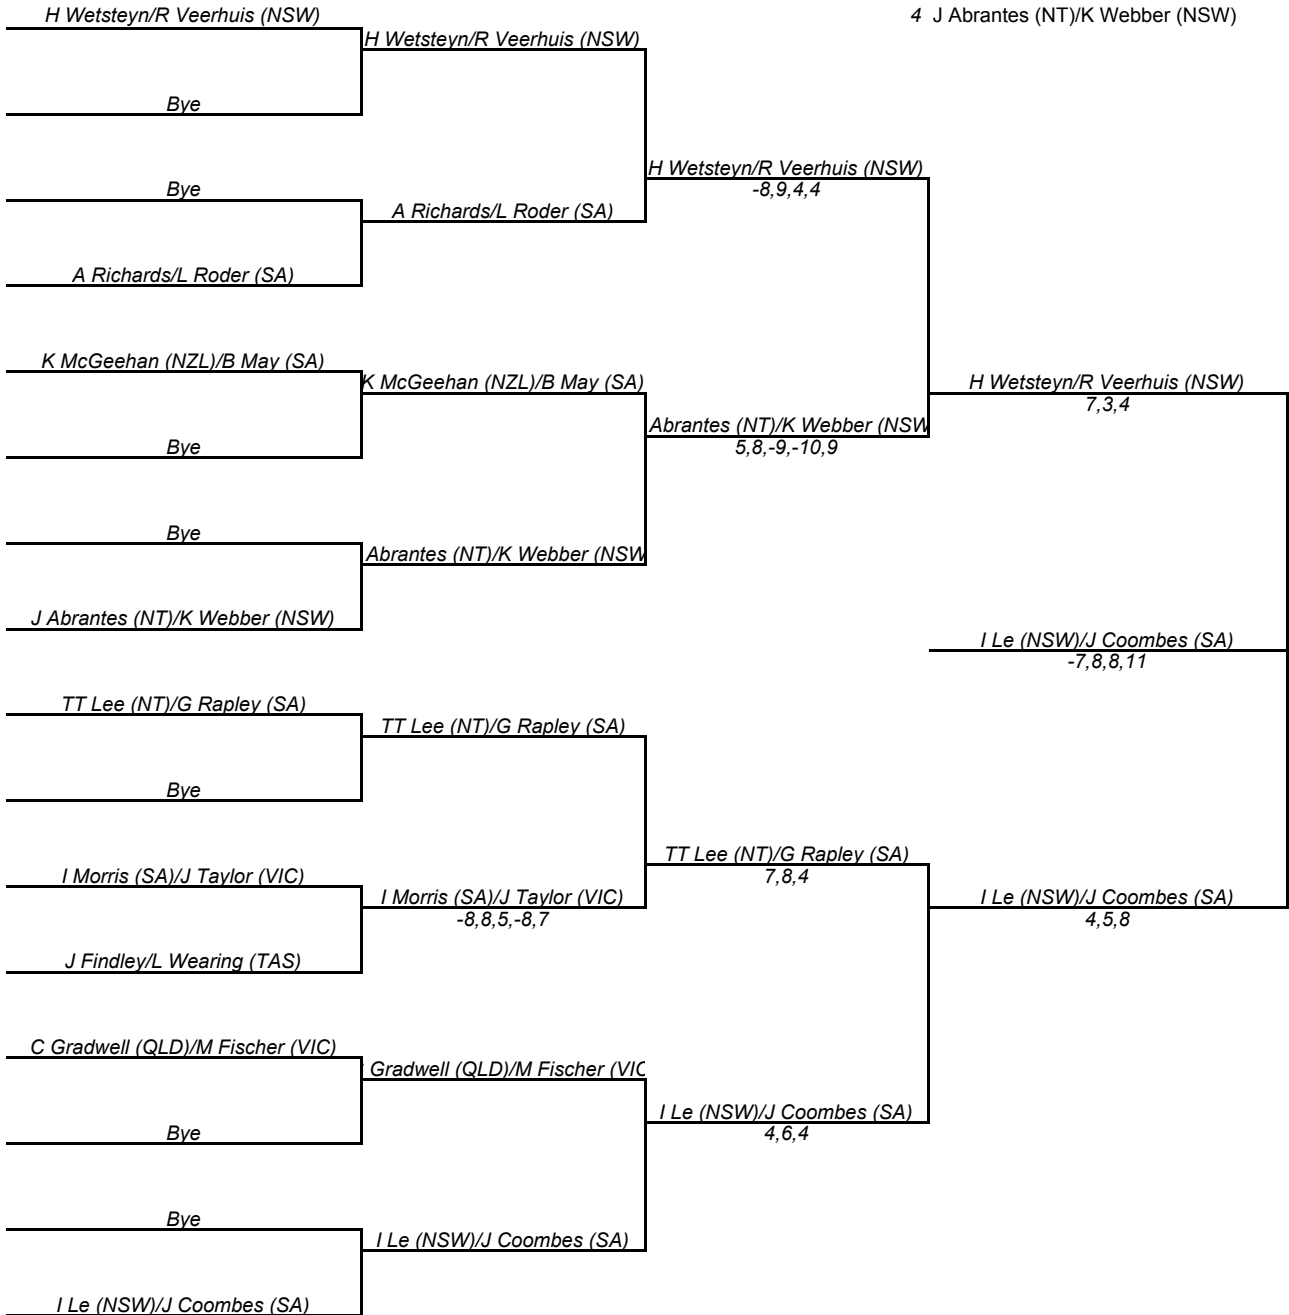 H Wetsteyn/R Veerhuis (NSW)
4 J Abrantes (NT)/K Webber (NSW)
H Wetsteyn/R Veerhuis (NSW)
Bye
H Wetsteyn/R Veerhuis (NSW)
-8,9,4,4
Bye
A Richards/L Roder (SA)
A Richards/L Roder (SA)
K McGeehan (NZL)/B May (SA)
K McGeehan (NZL)/B May (SA)
H Wetsteyn/R Veerhuis (NSW)
7,3,4
Abrantes (NT)/K Webber (NSW
5,8,-9,-10,9
Bye
Bye
Abrantes (NT)/K Webber (NSW
J Abrantes (NT)/K Webber (NSW)
I Le (NSW)/J Coombes (SA)
-7,8,8,11
TT Lee (NT)/G Rapley (SA)
TT Lee (NT)/G Rapley (SA)
Bye
TT Lee (NT)/G Rapley (SA)
7,8,4
I Morris (SA)/J Taylor (VIC)
I Morris (SA)/J Taylor (VIC)
-8,8,5,-8,7
I Le (NSW)/J Coombes (SA)
4,5,8
J Findley/L Wearing (TAS)
C Gradwell (QLD)/M Fischer (VIC)
Gradwell (QLD)/M Fischer (VIC
I Le (NSW)/J Coombes (SA)
4,6,4
Bye
Bye
I Le (NSW)/J Coombes (SA)
I Le (NSW)/J Coombes (SA)